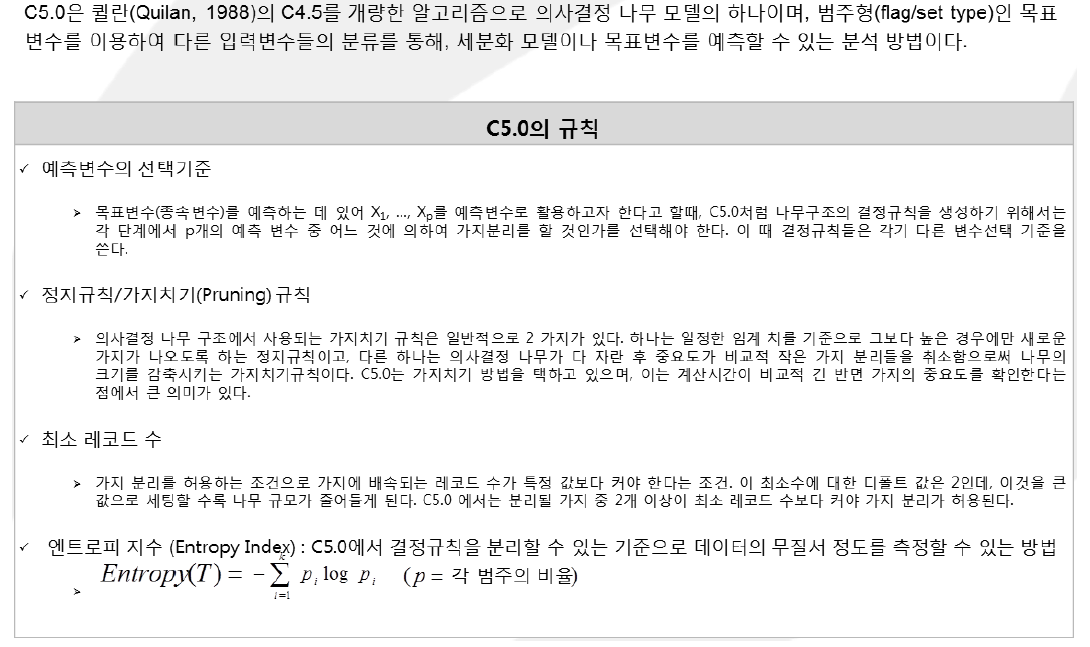 C5.0은 퀼란(Quilan, 1988)의 C4.5를 개량한 알고리즘으로 의사결정 나무 모델의 하나이며, 범주형(flag/set type)인 목표
변수를 이용하여 다른 입력변수들의 분류를 통해, 세분화 모델이나 목표변수를 예측할 수 있는 분석 방법이다.
C5.0의 규칙
✓ 예측변수의 선택기준
➢ 목표변수(종속변수)를 예측하는 데 있어 X₁, ..., Xₚ를 예측변수로 활용하고자 한다고 할때, C5.0처럼 나무구조의 결정규칙을 생성하기 위해서는
각 단계에서 p개의 예측 변수 중 어느 것에 의하여 가지분리를 할 것인가를 선택해야 한다. 이 때 결정규칙들은 각기 다른 변수선택 기준을
쓴다.
✓ 정지규칙/가지치기(Pruning) 규칙
➢ 의사결정 나무 구조에서 사용되는 가지치기 규칙은 일반적으로 2 가지가 있다. 하나는 일정한 임계 치를 기준으로 그보다 높은 경우에만 새로운
가지가 나오도록 하는 정지규칙이고, 다른 하나는 의사결정 나무가 다 자란 후 중요도가 비교적 작은 가지 분리들을 취소함으로써 나무의
크기를 감축시키는 가지치기규칙이다. C5.0는 가지치기 방법을 택하고 있으며, 이는 계산시간이 비교적 긴 반면 가지의 중요도를 확인한다는
점에서 큰 의미가 있다.
✓ 최소 레코드 수
➢ 가지 분리를 허용하는 조건으로 가지에 배속되는 레코드 수가 특정 값보다 커야 한다는 조건. 이 최소수에 대한 디폴트 값은 2인데, 이것을 큰
값으로 세팅할 수록 나무 규모가 줄어들게 된다. C5.0 에서는 분리될 가지 중 2개 이상이 최소 레코드 수보다 커야 가지 분리가 허용된다.
✓ 엔트로피 지수 (Entropy Index) : C5.0에서 결정규칙을 분리할 수 있는 기준으로 데이터의 무질서 정도를 측정할 수 있는 방법
➢ Entropy(T) = − ∑ᵢ₌₁ᵏ pᵢ log pᵢ (p = 각 범주의 비율)